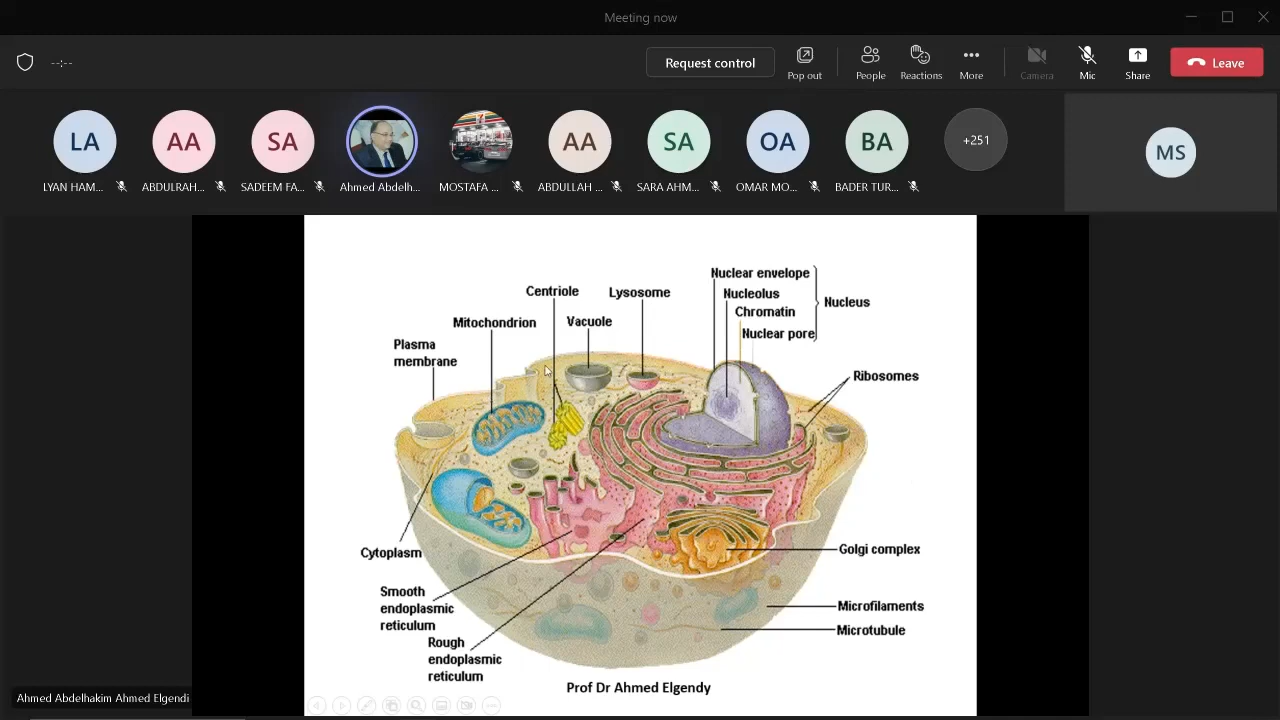 Meeting now
--:--
Request control
Pop out
People
Reactions
More
Camera
Mic
Share
Leave
LA
AA
SA
AA
SA
OA
BA
+251
MS
LYAN HAM...
ABDULRAH...
SADEEM FA...
Ahmed Abdelh...
MOSTAFA ...
ABDULLAH ...
SARA AHM...
OMAR MO...
BADER TUR...
Nuclear envelope
Nucleolus
Chromatin
Nuclear pore
Nucleus
Centriole
Lysosome
Mitochondrion
Vacuole
Plasma
membrane
Ribosomes
Cytoplasm
Golgi complex
Smooth
endoplasmic
reticulum
Rough
endoplasmic
reticulum
Microfilaments
Microtubule
Prof Dr Ahmed Elgendy
Ahmed Abdelhakim Ahmed Elgendi